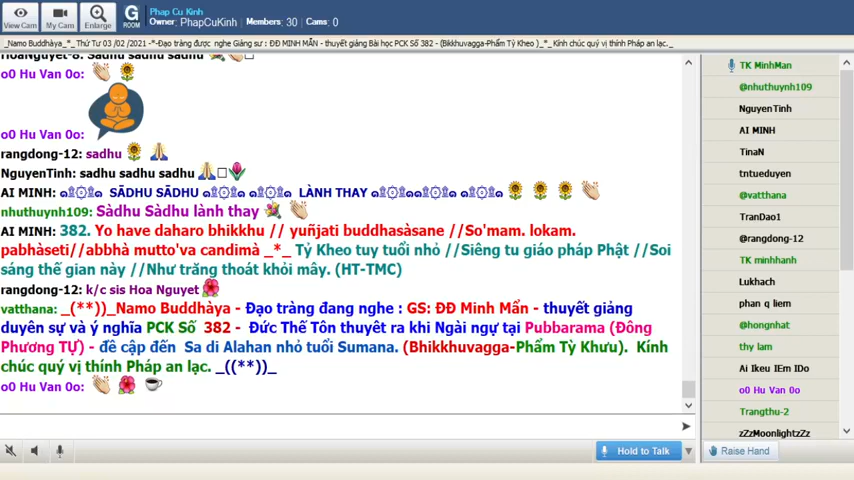 Phap Cu Kinh
Owner: PhapCuKinh Members: 30 Cams: 0
View Cam My Cam Enlarge G ROOM
_Namo Buddhàya_*_ Thứ Tư 03 /02 /2021 -*-Đạo tràng được nghe Giảng sư : ĐĐ MINH MẪN - thuyết giảng Bài học PCK Số 382 - (Bikkhuvagga-Phẩm Tỳ Kheo )_*_ Kính chúc quý vị thính Pháp an lạc._
HoaNguyet-8: Sadhu sadhu sadhu
o0 Hu Van 0o:
o0 Hu Van 0o:
rangdong-12: sadhu
NguyenTinh: sadhu sadhu sadhu
AI MINH: SĀDHU SĀDHU LÀNH THAY
nhuthuynh109: Sàdhu Sàdhu lành thay
AI MINH: 382. Yo have daharo bhikkhu // yuñjati buddhasàsane //So'mam. lokam.
pabhàseti//abbhà mutto'va candimà _*_ Tỷ Kheo tuy tuổi nhỏ //Siêng tu giáo pháp Phật //Soi
sáng thế gian này //Như trăng thoát khỏi mây. (HT-TMC)
rangdong-12: k/c sis Hoa Nguyet
vatthana: _(**))_Namo Buddhàya - Đạo tràng đang nghe : GS: ĐĐ Minh Mẩn - thuyết giảng
duyên sự và ý nghĩa PCK Số 382 - Đức Thế Tôn thuyết ra khi Ngài ngự tại Pubbarama (Đông
Phương TỰ) - đề cập đến Sa di Alahan nhỏ tuổi Sumana. (Bhikkhuvagga-Phẩm Tỳ Khưu). Kính
chúc quý vị thính Pháp an lạc. _((**))_
o0 Hu Van 0o:
Hold to Talk
Raise Hand
TK MinhMan
@nhuthuynh109
NguyenTinh
AI MINH
TinaN
tntueduyen
@vatthana
TranDao1
@rangdong-12
TK minhhanh
Lukhach
phan q liem
@hongnhat
thy lam
Ai Ikeu IEm IDo
o0 Hu Van 0o
Trangthu-2
zZzMoonlightzZz